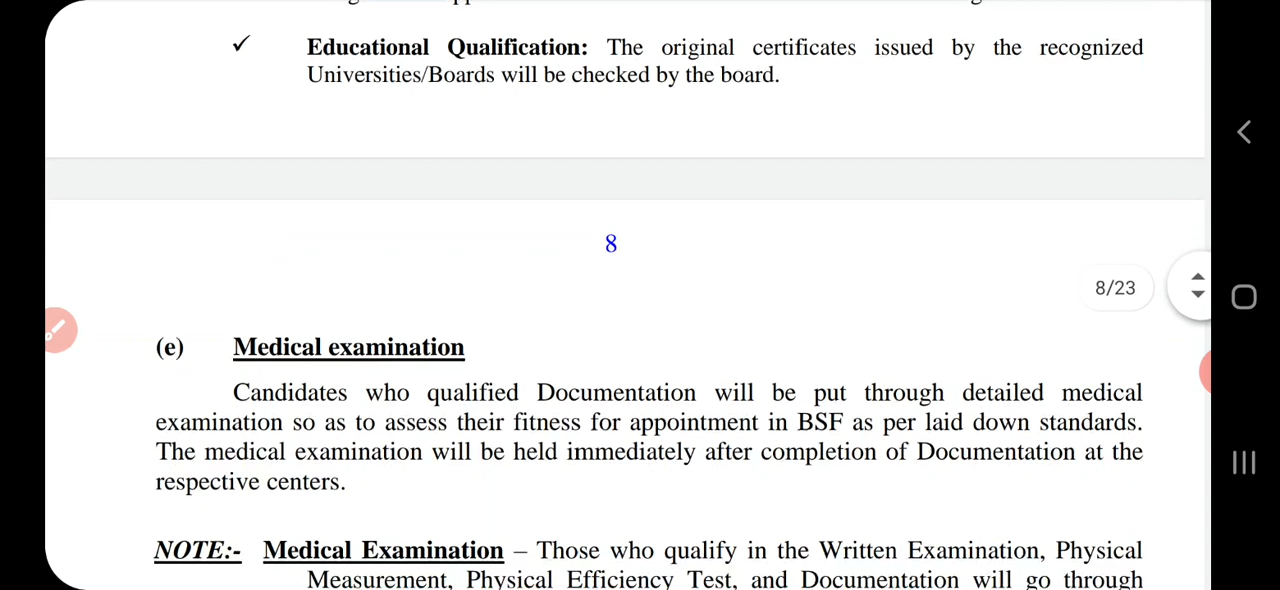 ✓ Educational Qualification: The original certificates issued by the recognized
Universities/Boards will be checked by the board.
8
8/23
(e) Medical examination
Candidates who qualified Documentation will be put through detailed medical
examination so as to assess their fitness for appointment in BSF as per laid down standards.
The medical examination will be held immediately after completion of Documentation at the
respective centers.
NOTE:- Medical Examination – Those who qualify in the Written Examination, Physical
Measurement, Physical Efficiency Test, and Documentation will go through